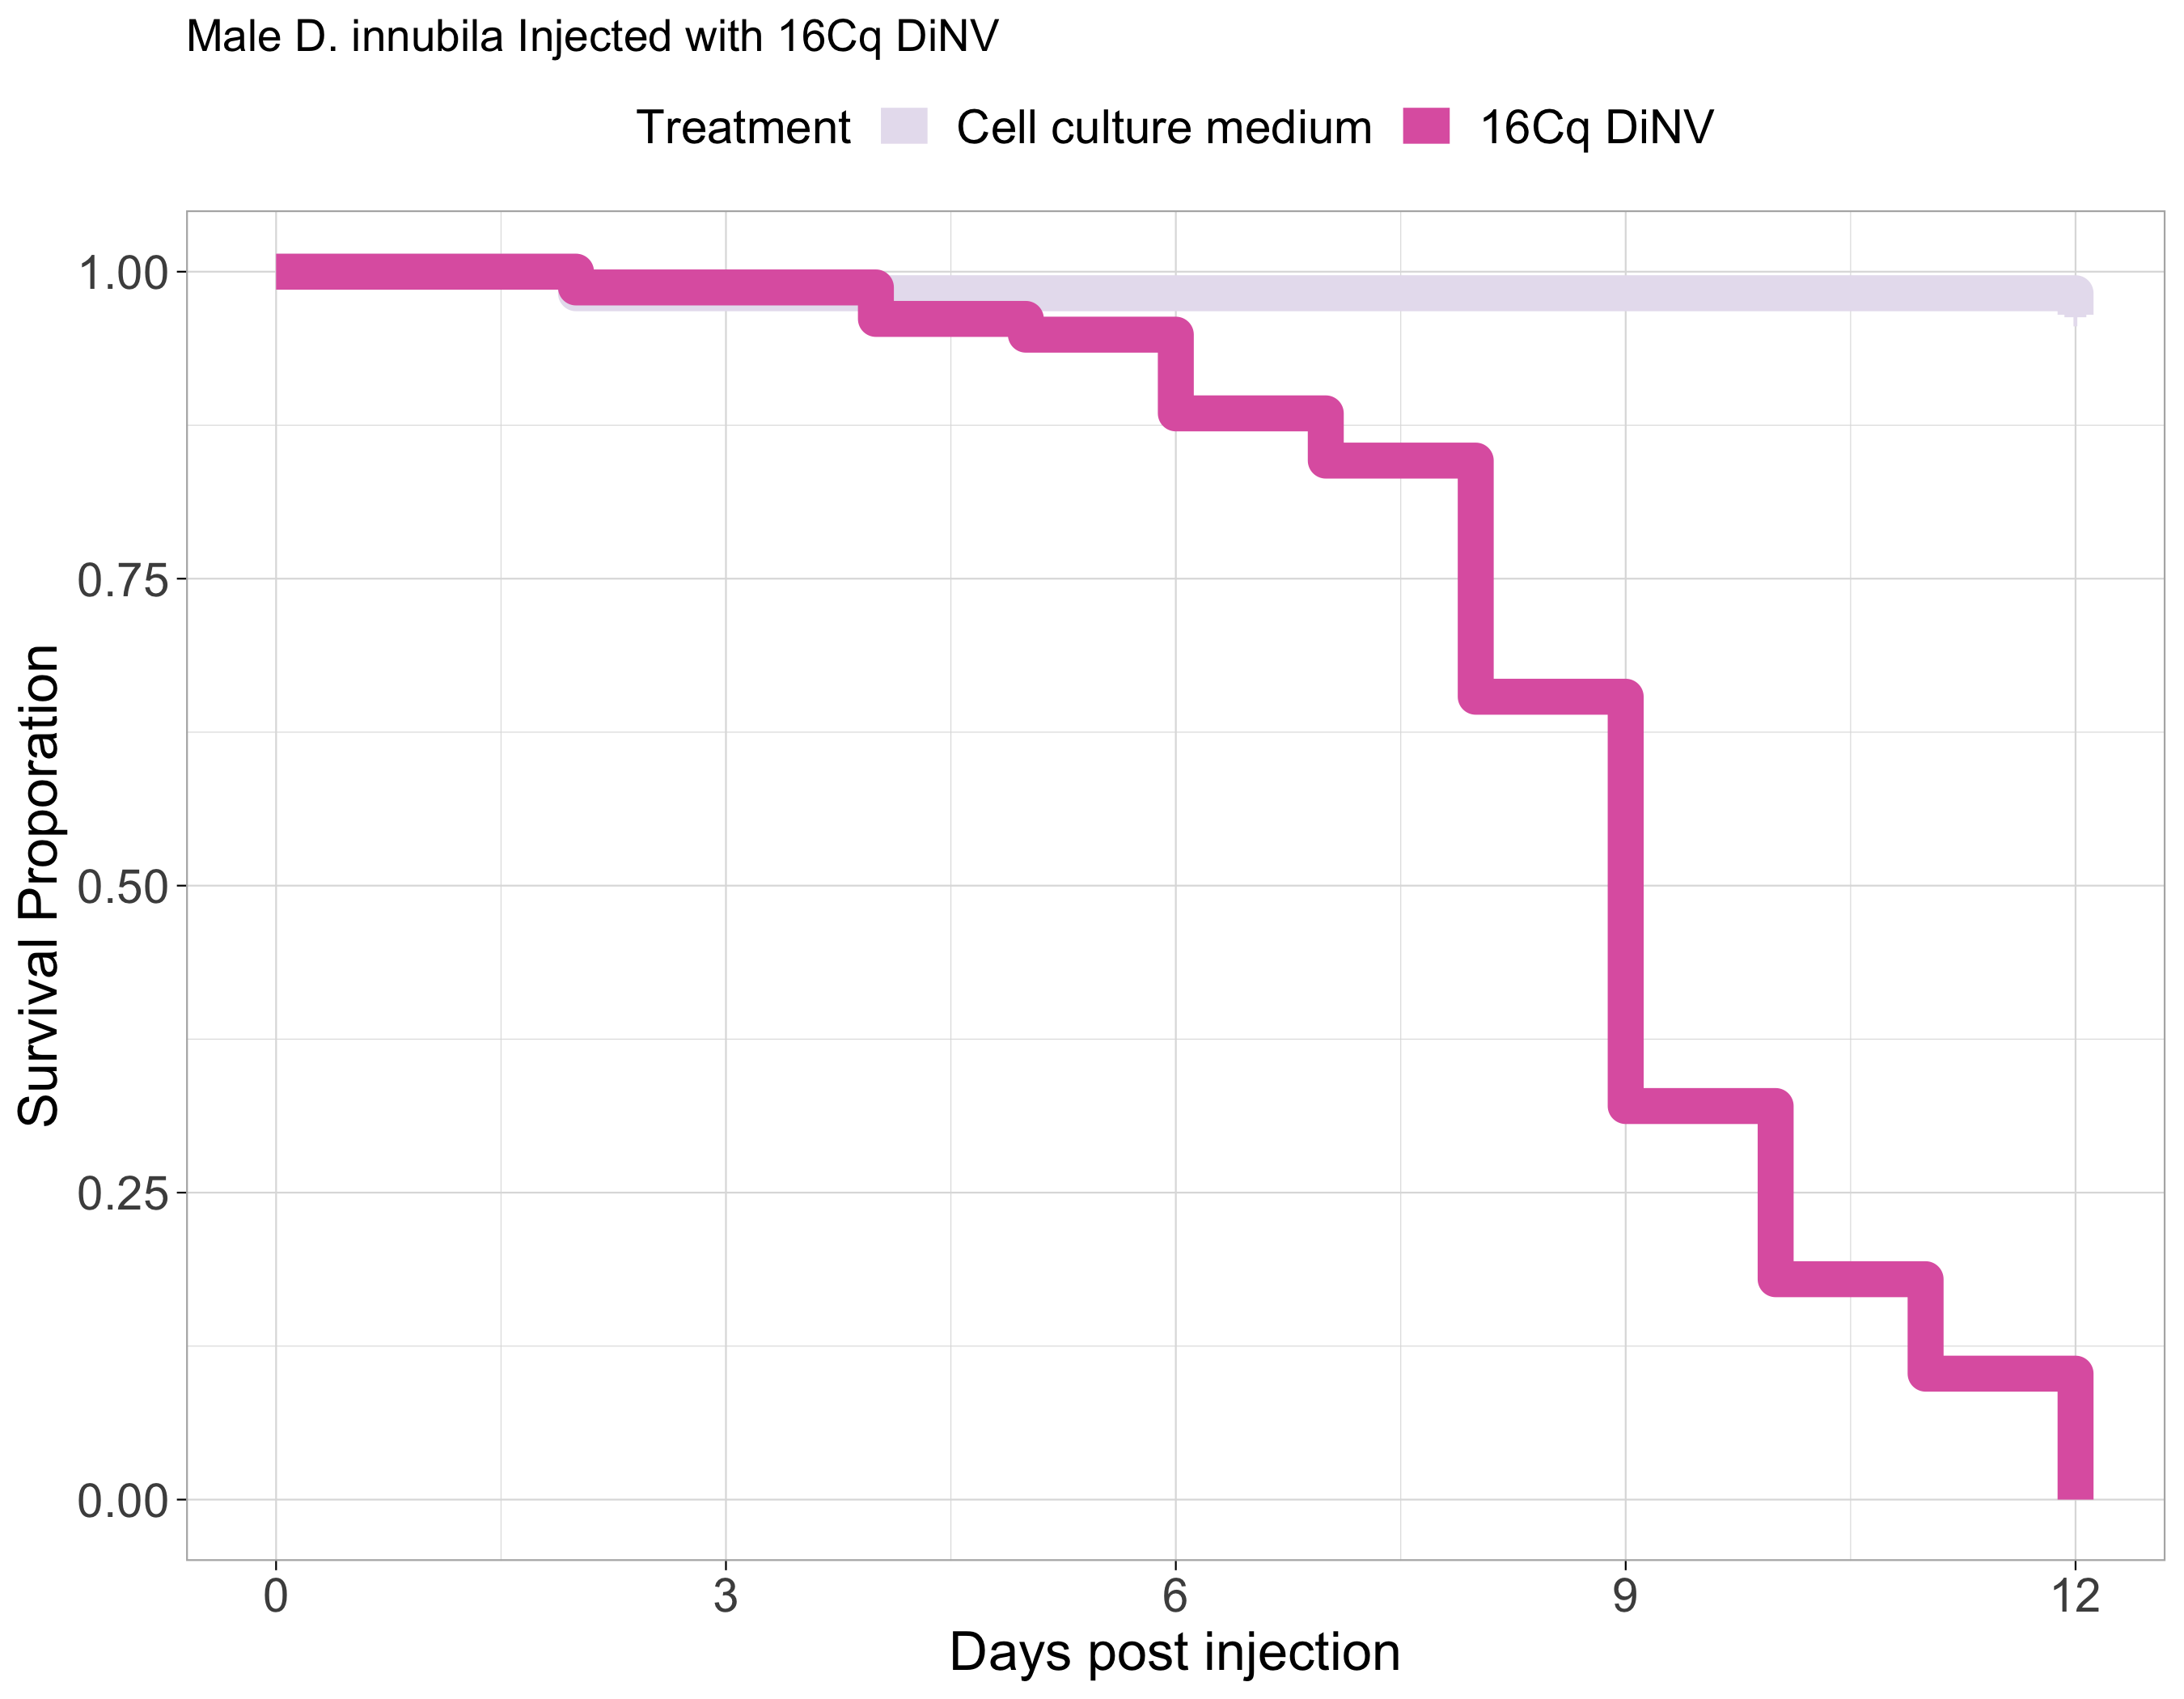 Male D. innubila Injected with 16Cq DiNV
Treatment Cell culture medium 16Cq DiNV
1.00
0.75
0.50
0.25
0.00
Survival Proporation
0 3 6 9 12
Days post injection